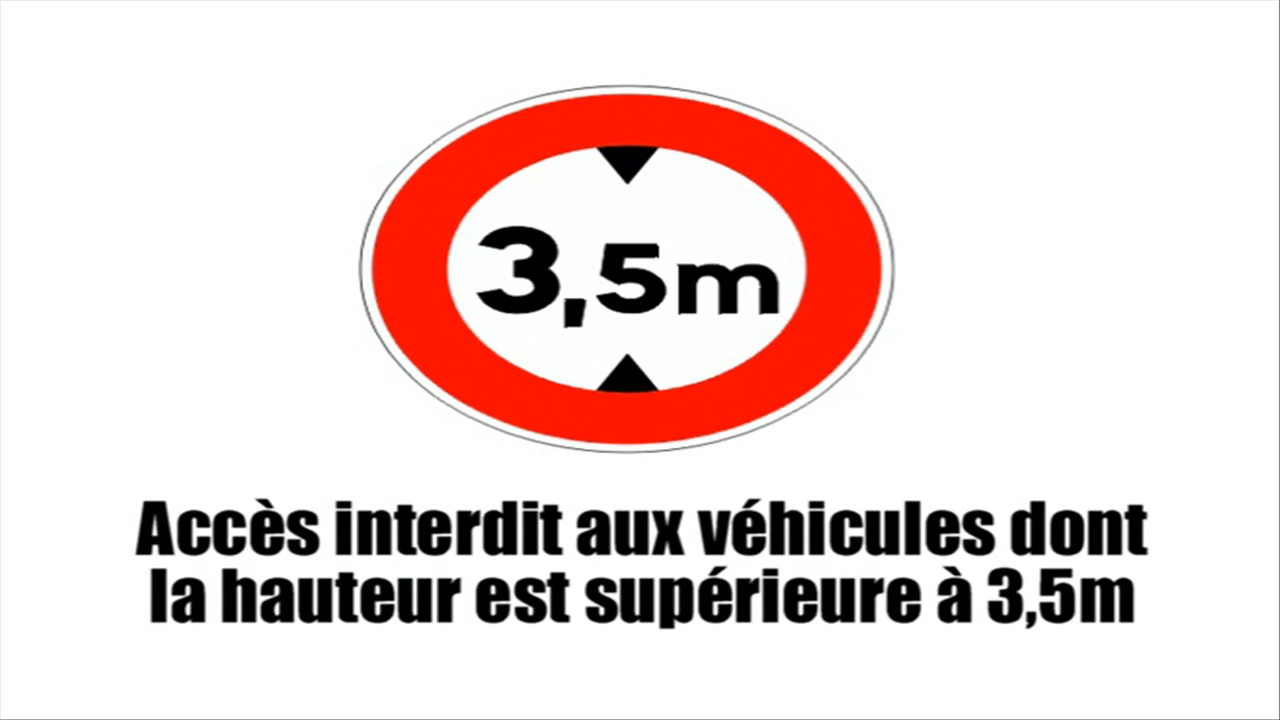 3,5m
Accès interdit aux véhicules dont
la hauteur est supérieure à 3,5m